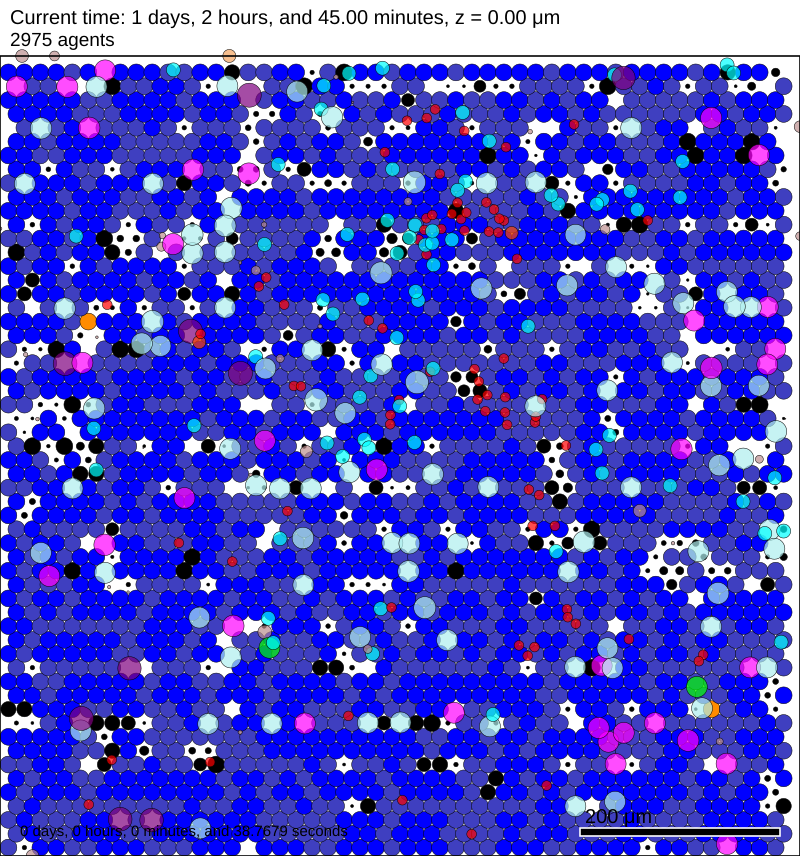 Current time: 1 days, 2 hours, and 45.00 minutes, z = 0.00 μm
2975 agents
200 μm
0 days, 0 hours, 0 minutes, and 38.7679 seconds